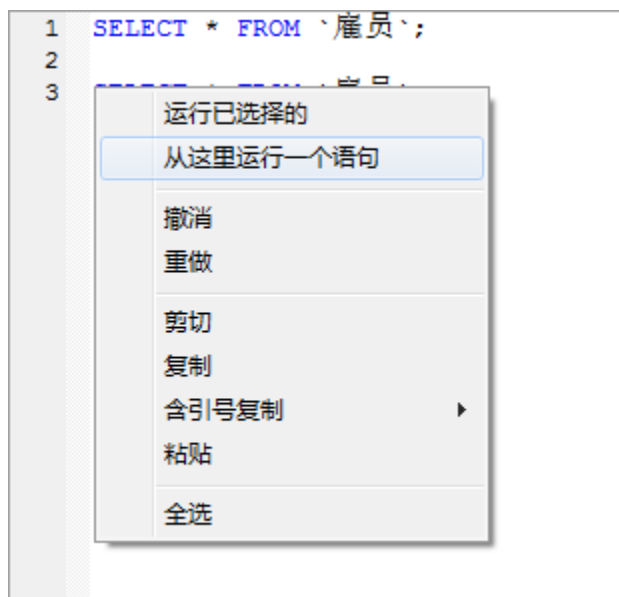 1 SELECT * FROM `雇员`;
2
3
运行已选择的
从这里运行一个语句
撤消
重做
剪切
复制
含引号复制
粘贴
全选